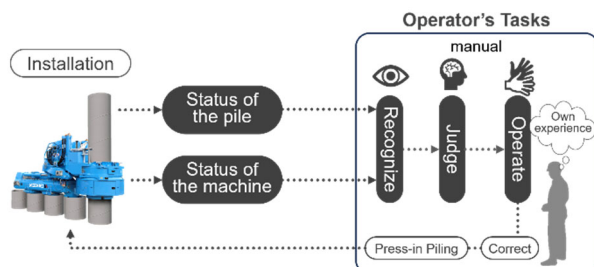 Operator's Tasks
manual
Installation
Status of
the pile
Status of
the machine
Recognize
Judge
Operate
Own
experience
Press-in Piling
Correct